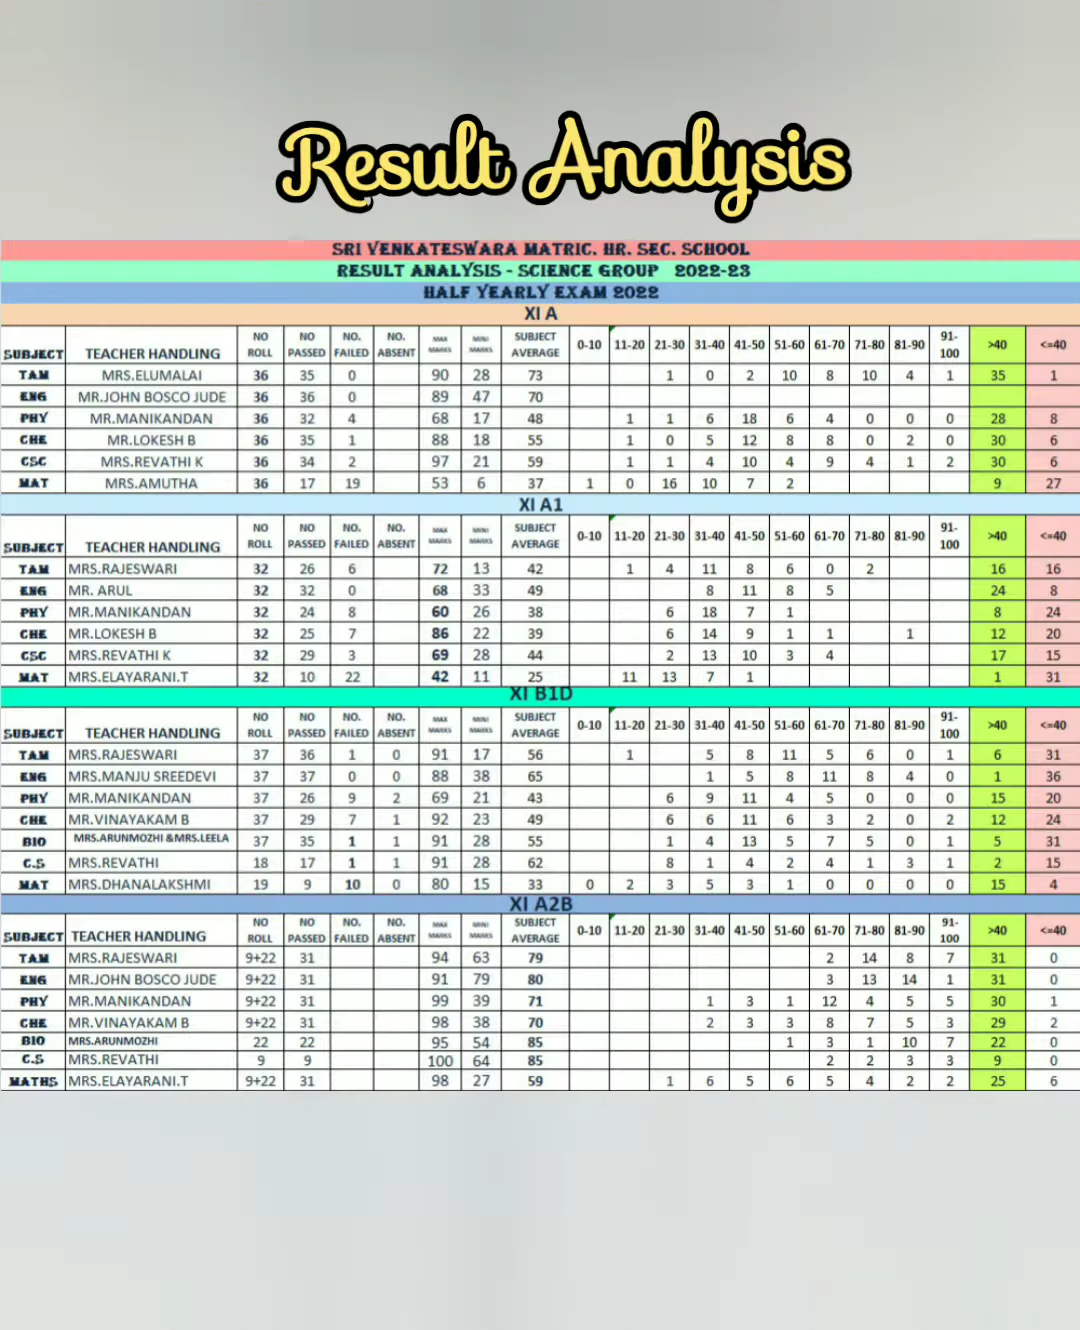 Result Analysis
SRI VENKATESWARA MATRIC. HR. SEC. SCHOOL
RESULT ANALYSIS - SCIENCE GROUP 2022-23
HALF YEARLY EXAM 2022
XI A
SUBJECT TEACHER HANDLING NO ROLL NO PASSED NO. FAILED NO. ABSENT MAX MARKS MINI MARKS SUBJECT AVERAGE 0-10 11-20 21-30 31-40 41-50 51-60 61-70 71-80 81-90 91-100 >40 <=40
TAM MRS.ELUMALAI 36 35 0 90 28 73 1 0 2 10 8 10 4 1 35 1
ENG MR.JOHN BOSCO JUDE 36 36 0 89 47 70
PHY MR.MANIKANDAN 36 32 4 68 17 48 1 1 6 18 6 4 0 0 0 28 8
CHE MR.LOKESH B 36 35 1 88 18 55 1 0 5 12 8 8 0 2 0 30 6
CSC MRS.REVATHI K 36 34 2 97 21 59 1 1 4 10 4 9 4 1 2 30 6
MAT MRS.AMUTHA 36 17 19 53 6 37 1 0 16 10 7 2 9 27
XI A1
SUBJECT TEACHER HANDLING NO ROLL NO PASSED NO. FAILED NO. ABSENT MAX MARKS MINI MARKS SUBJECT AVERAGE 0-10 11-20 21-30 31-40 41-50 51-60 61-70 71-80 81-90 91-100 >40 <=40
TAM MRS.RAJESWARI 32 26 6 72 13 42 1 4 11 8 6 0 2 16 16
ENG MR. ARUL 32 32 0 68 33 49 8 11 8 5 24 8
PHY MR.MANIKANDAN 32 24 8 60 26 38 6 18 7 1 8 24
CHE MR.LOKESH B 32 25 7 86 22 39 6 14 9 1 1 1 12 20
CSC MRS.REVATHI K 32 29 3 69 28 44 2 13 10 3 4 17 15
MAT MRS.ELAYARANI.T 32 10 22 42 11 25 11 13 7 1 1 31
XI B1D
SUBJECT TEACHER HANDLING NO ROLL NO PASSED NO. FAILED NO. ABSENT MAX MARKS MINI MARKS SUBJECT AVERAGE 0-10 11-20 21-30 31-40 41-50 51-60 61-70 71-80 81-90 91-100 >40 <=40
TAM MRS.RAJESWARI 37 36 1 0 91 17 56 1 5 8 11 5 6 0 1 6 31
ENG MRS.MANJU SREEDEVI 37 37 0 0 88 38 65 1 5 8 11 8 4 0 1 36
PHY MR.MANIKANDAN 37 26 9 2 69 21 43 6 9 11 4 5 0 0 0 15 20
CHE MR.VINAYAKAM B 37 29 7 1 92 23 49 6 6 11 6 3 2 0 2 12 24
BIO MRS.ARUNMOZHI &MRS.LEELA 37 35 1 1 91 28 55 1 4 13 5 7 5 0 1 5 31
C.S MRS.REVATHI 18 17 1 1 91 28 62 8 1 4 2 4 1 3 1 2 15
MAT MRS.DHANALAKSHMI 19 9 10 0 80 15 33 0 2 3 5 3 1 0 0 0 0 15 4
XI A2B
SUBJECT TEACHER HANDLING NO ROLL NO PASSED NO. FAILED NO. ABSENT MAX MARKS MINI MARKS SUBJECT AVERAGE 0-10 11-20 21-30 31-40 41-50 51-60 61-70 71-80 81-90 91-100 >40 <=40
TAM MRS.RAJESWARI 9+22 31 94 63 79 2 14 8 7 31 0
ENG MR.JOHN BOSCO JUDE 9+22 31 91 79 80 3 13 14 1 31 0
PHY MR.MANIKANDAN 9+22 31 99 39 71 1 3 1 12 4 5 5 30 1
CHE MR.VINAYAKAM B 9+22 31 98 38 70 2 3 3 8 7 5 3 29 2
BIO MRS.ARUNMOZHI 22 22 95 54 85 1 3 1 10 7 22 0
C.S MRS.REVATHI 9 9 100 64 85 2 2 3 3 9 0
MATHS MRS.ELAYARANI.T 9+22 31 98 27 59 1 6 5 6 5 4 2 2 25 6